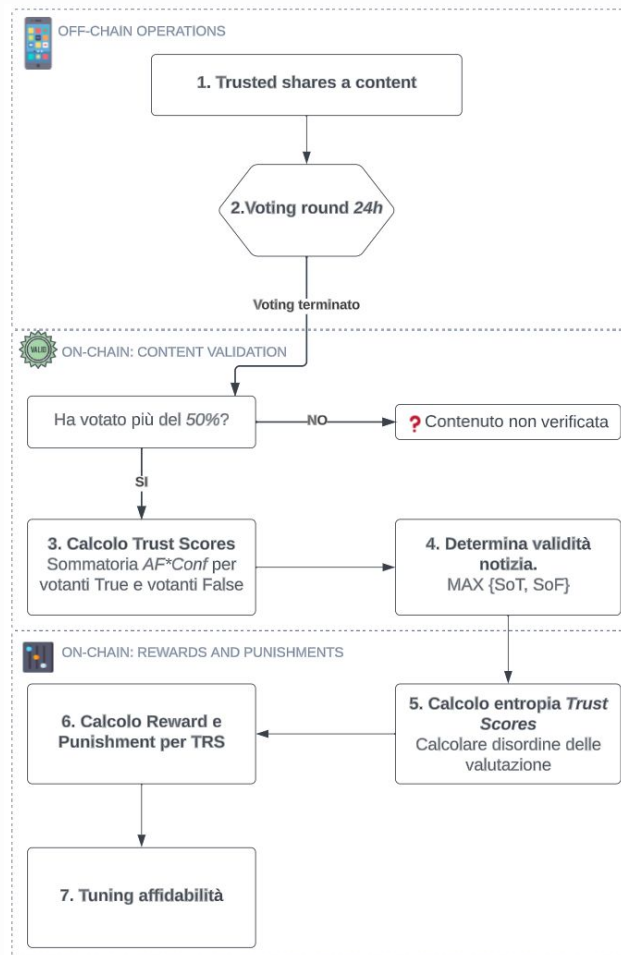 OFF-CHAIN OPERATIONS
1. Trusted shares a content
2.Voting round 24h
Voting terminato
VALID
ON-CHAIN: CONTENT VALIDATION
Ha votato più del 50%?
NO
? Contenuto non verificata
SI
3. Calcolo Trust Scores
Sommatoria AF*Conf per
votanti True e votanti False
4. Determina validità
notizia.
MAX {SoT, SoF}
ON-CHAIN: REWARDS AND PUNISHMENTS
5. Calcolo entropia Trust
Scores
Calcolare disordine delle
valutazione
6. Calcolo Reward e
Punishment per TRS
7. Tuning affidabilità